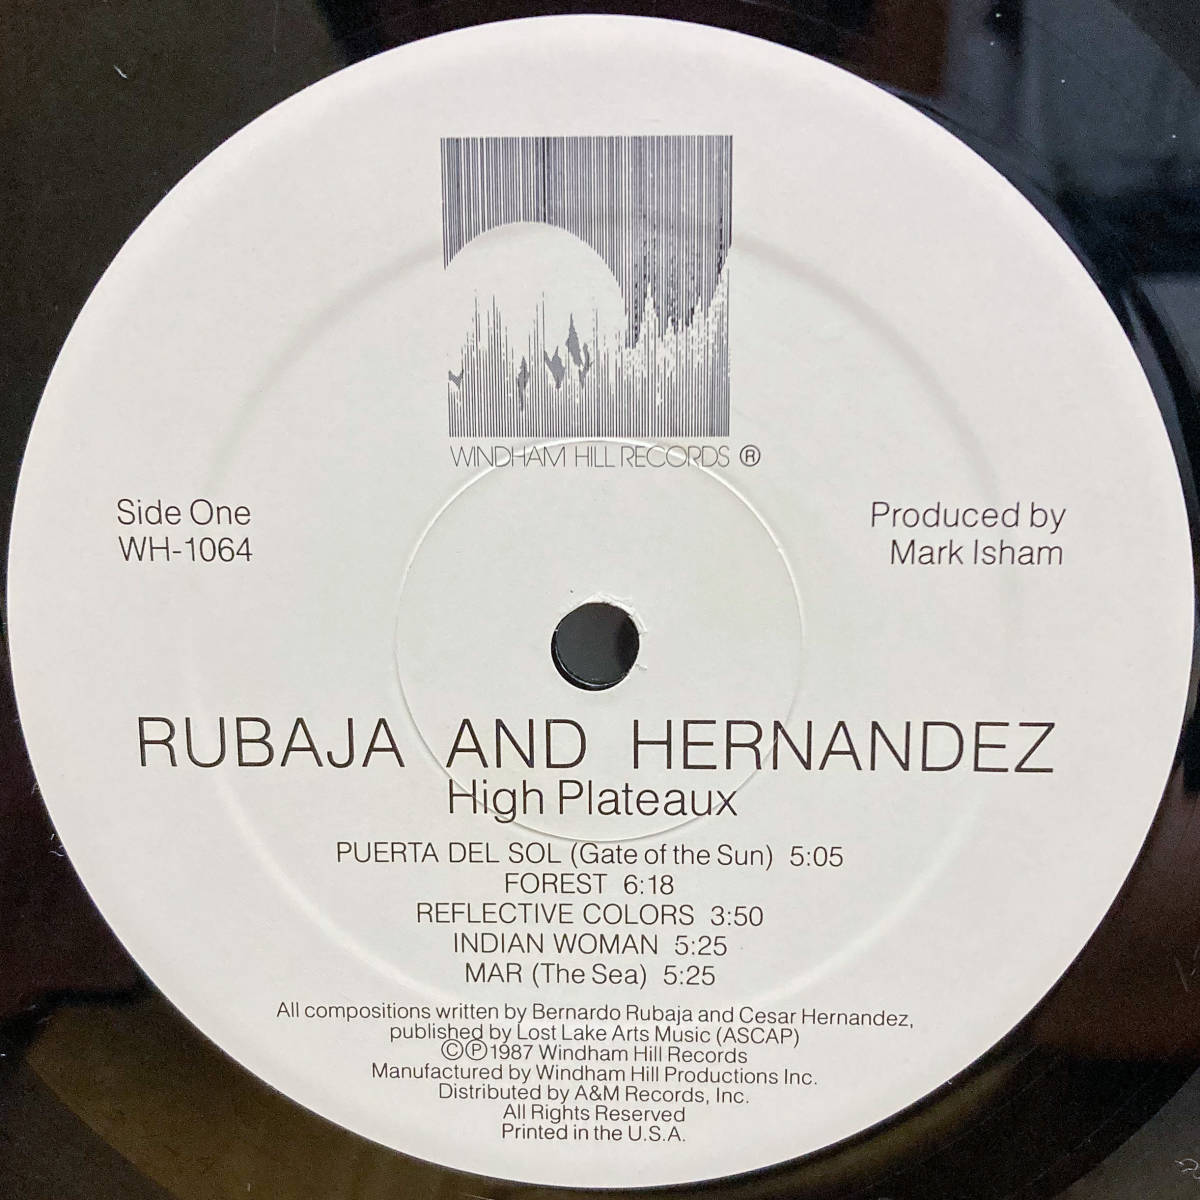 WINDHAM HILL RECORDS ®
Side One
WH-1064
Produced by
Mark Isham
RUBAJA AND HERNANDEZ
High Plateaux
PUERTA DEL SOL (Gate of the Sun) 5:05
FOREST 6:18
REFLECTIVE COLORS 3:50
INDIAN WOMAN 5:25
MAR (The Sea) 5:25
All compositions written by Bernardo Rubaja and Cesar Hernandez,
published by Lost Lake Arts Music (ASCAP)
©℗1987 Windham Hill Records
Manufactured by Windham Hill Productions Inc.
Distributed by A&M Records, Inc.
All Rights Reserved
Printed in the U.S.A.